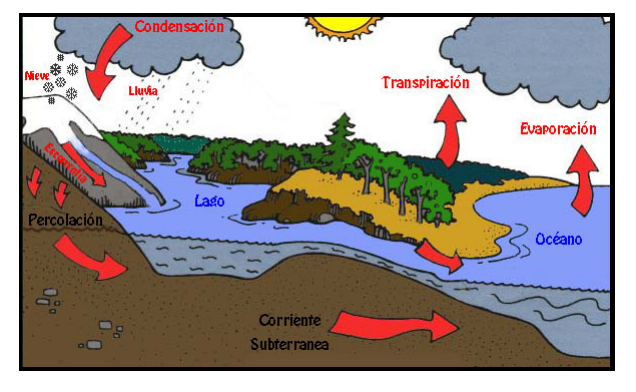 Condensación
Nieve
Lluvia
Transpiración
Evaporación
Escorrentía
Percolación
Lago
Océano
Corriente
Subterranea